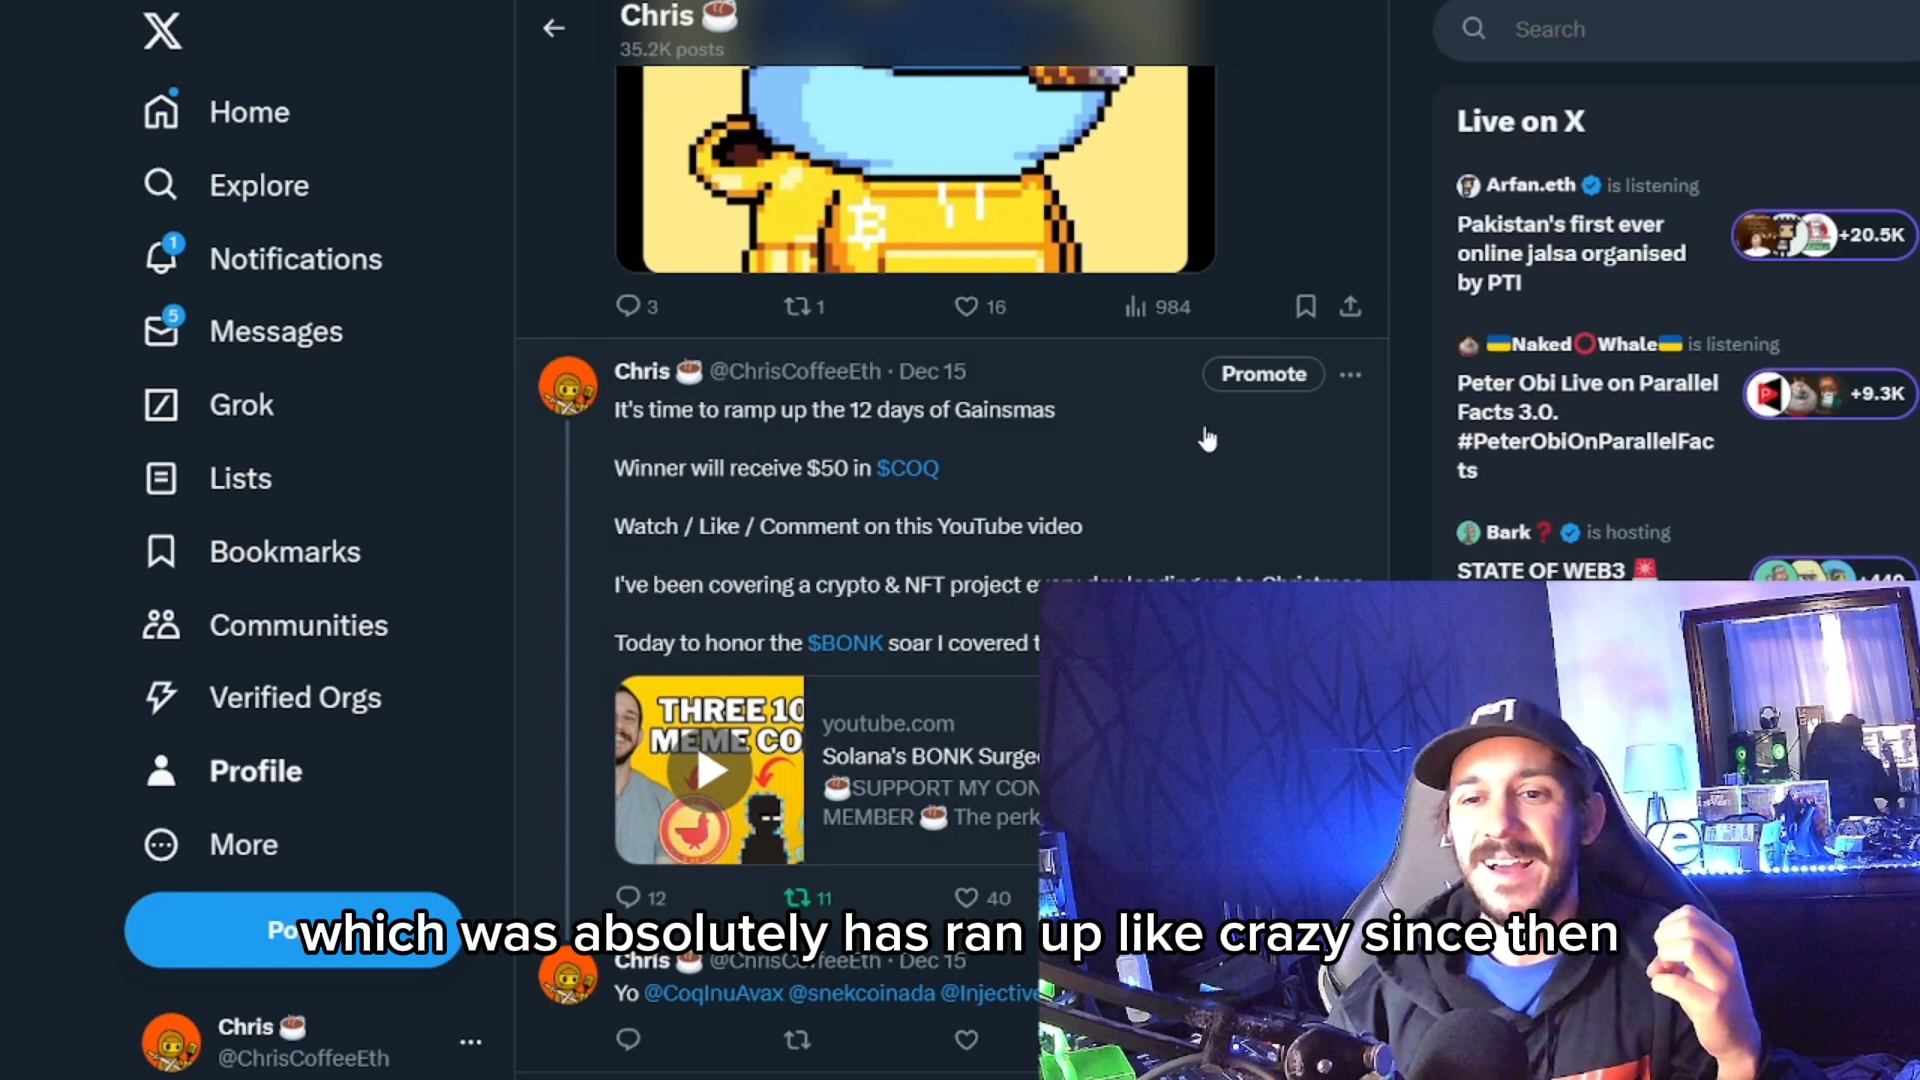 Chris
35.2K posts
Search
Home
Explore
1
Notifications
5
Messages
Grok
Lists
Bookmarks
Communities
Verified Orgs
Profile
More
Po
Chris
@ChrisCoffeeEth
3
1
16
984
Chris @ChrisCoffeeEth · Dec 15
Promote
It's time to ramp up the 12 days of Gainsmas
Winner will receive $50 in $COQ
Watch / Like / Comment on this YouTube video
I've been covering a crypto & NFT project
Today to honor the $BONK soar I covered
THREE 10
MEME CO
youtube.com
Solana's BONK Surge
SUPPORT MY CON
MEMBER The perk
12
11
40
which was absolutely has ran up like crazy since then
Chris @ChrisCoffeeEth · Dec 15
Yo @CoqInuAvax @snekcoinada @Injective
Live on X
Arfan.eth is listening
Pakistan's first ever
online jalsa organised
by PTI
+20.5K
Naked Whale is listening
Peter Obi Live on Parallel
Facts 3.0.
#PeterObiOnParallelFac
ts
+9.3K
Bark is hosting
STATE OF WEB3